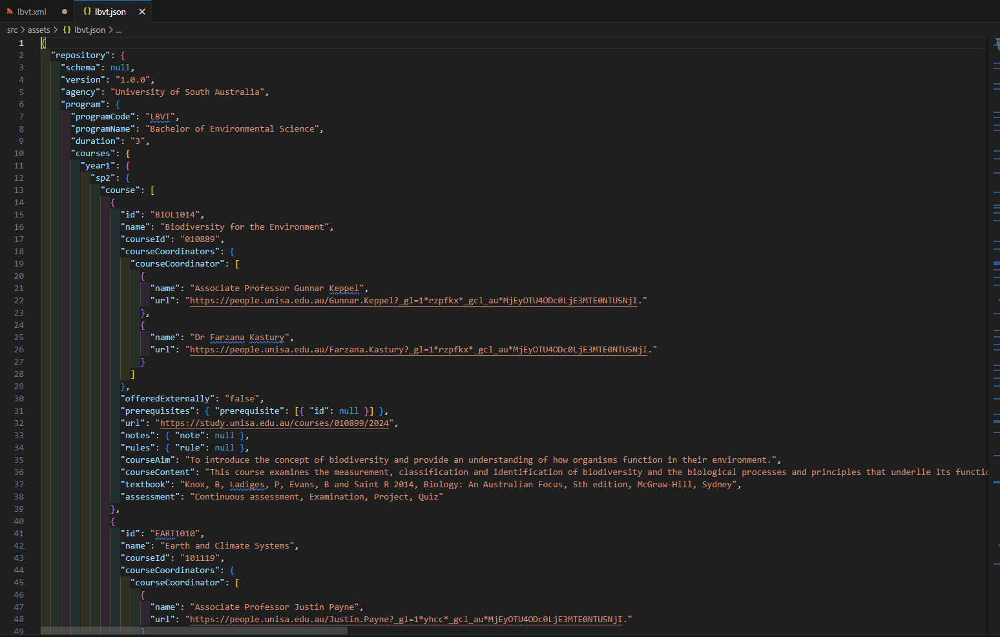 lbvt.xml
{} lbvt.json
src > assets > {} lbvt.json > ...
1 {
2 "repository": {
3 "schema": null,
4 "version": "1.0.0",
5 "agency": "University of South Australia",
6 "program": {
7 "programCode": "LBVT",
8 "programName": "Bachelor of Environmental Science",
9 "duration": "3",
10 "courses": {
11 "year1": {
12 "sp2": {
13 "course": [
14 {
15 "id": "BIOL1014",
16 "name": "Biodiversity for the Environment",
17 "courseId": "010889",
18 "courseCoordinators": {
19 "courseCoordinator": [
20 {
21 "name": "Associate Professor Gunnar Keppel",
22 "url": "https://people.unisa.edu.au/Gunnar.Keppel?_gl=1*rzpfkx*_gcl_au*MjEyOTU4ODc0LjE3MTE0NTU5NjI."
23 },
24 {
25 "name": "Dr Farzana Kastury",
26 "url": "https://people.unisa.edu.au/Farzana.Kastury?_gl=1*rzpfkx*_gcl_au*MjEyOTU4ODc0LjE3MTE0NTU5NjI."
27 }
28 ]
29 },
30 "offeredExternally": "false",
31 "prerequisites": { "prerequisite": [{ "id": null }] },
32 "url": "https://study.unisa.edu.au/courses/010899/2024",
33 "notes": { "note": null },
34 "rules": { "rule": null },
35 "courseAim": "To introduce the concept of biodiversity and provide an understanding of how organisms function in their environment.",
36 "courseContent": "This course examines the measurement, classification and identification of biodiversity and the biological processes and principles that underlie its functio
37 "textbook": "Knox, B, Ladiges, P, Evans, B and Saint R 2014, Biology: An Australian Focus, 5th edition, McGraw-Hill, Sydney",
38 "assessment": "Continuous assessment, Examination, Project, Quiz"
39 },
40 {
41 "id": "EART1010",
42 "name": "Earth and Climate Systems",
43 "courseId": "101119",
44 "courseCoordinators": {
45 "courseCoordinator": [
46 {
47 "name": "Associate Professor Justin Payne",
48 "url": "https://people.unisa.edu.au/Justin.Payne?_gl=1*yhcc*_gcl_au*MjEyOTU4ODc0LjE3MTE0NTU5NjI."
49 }